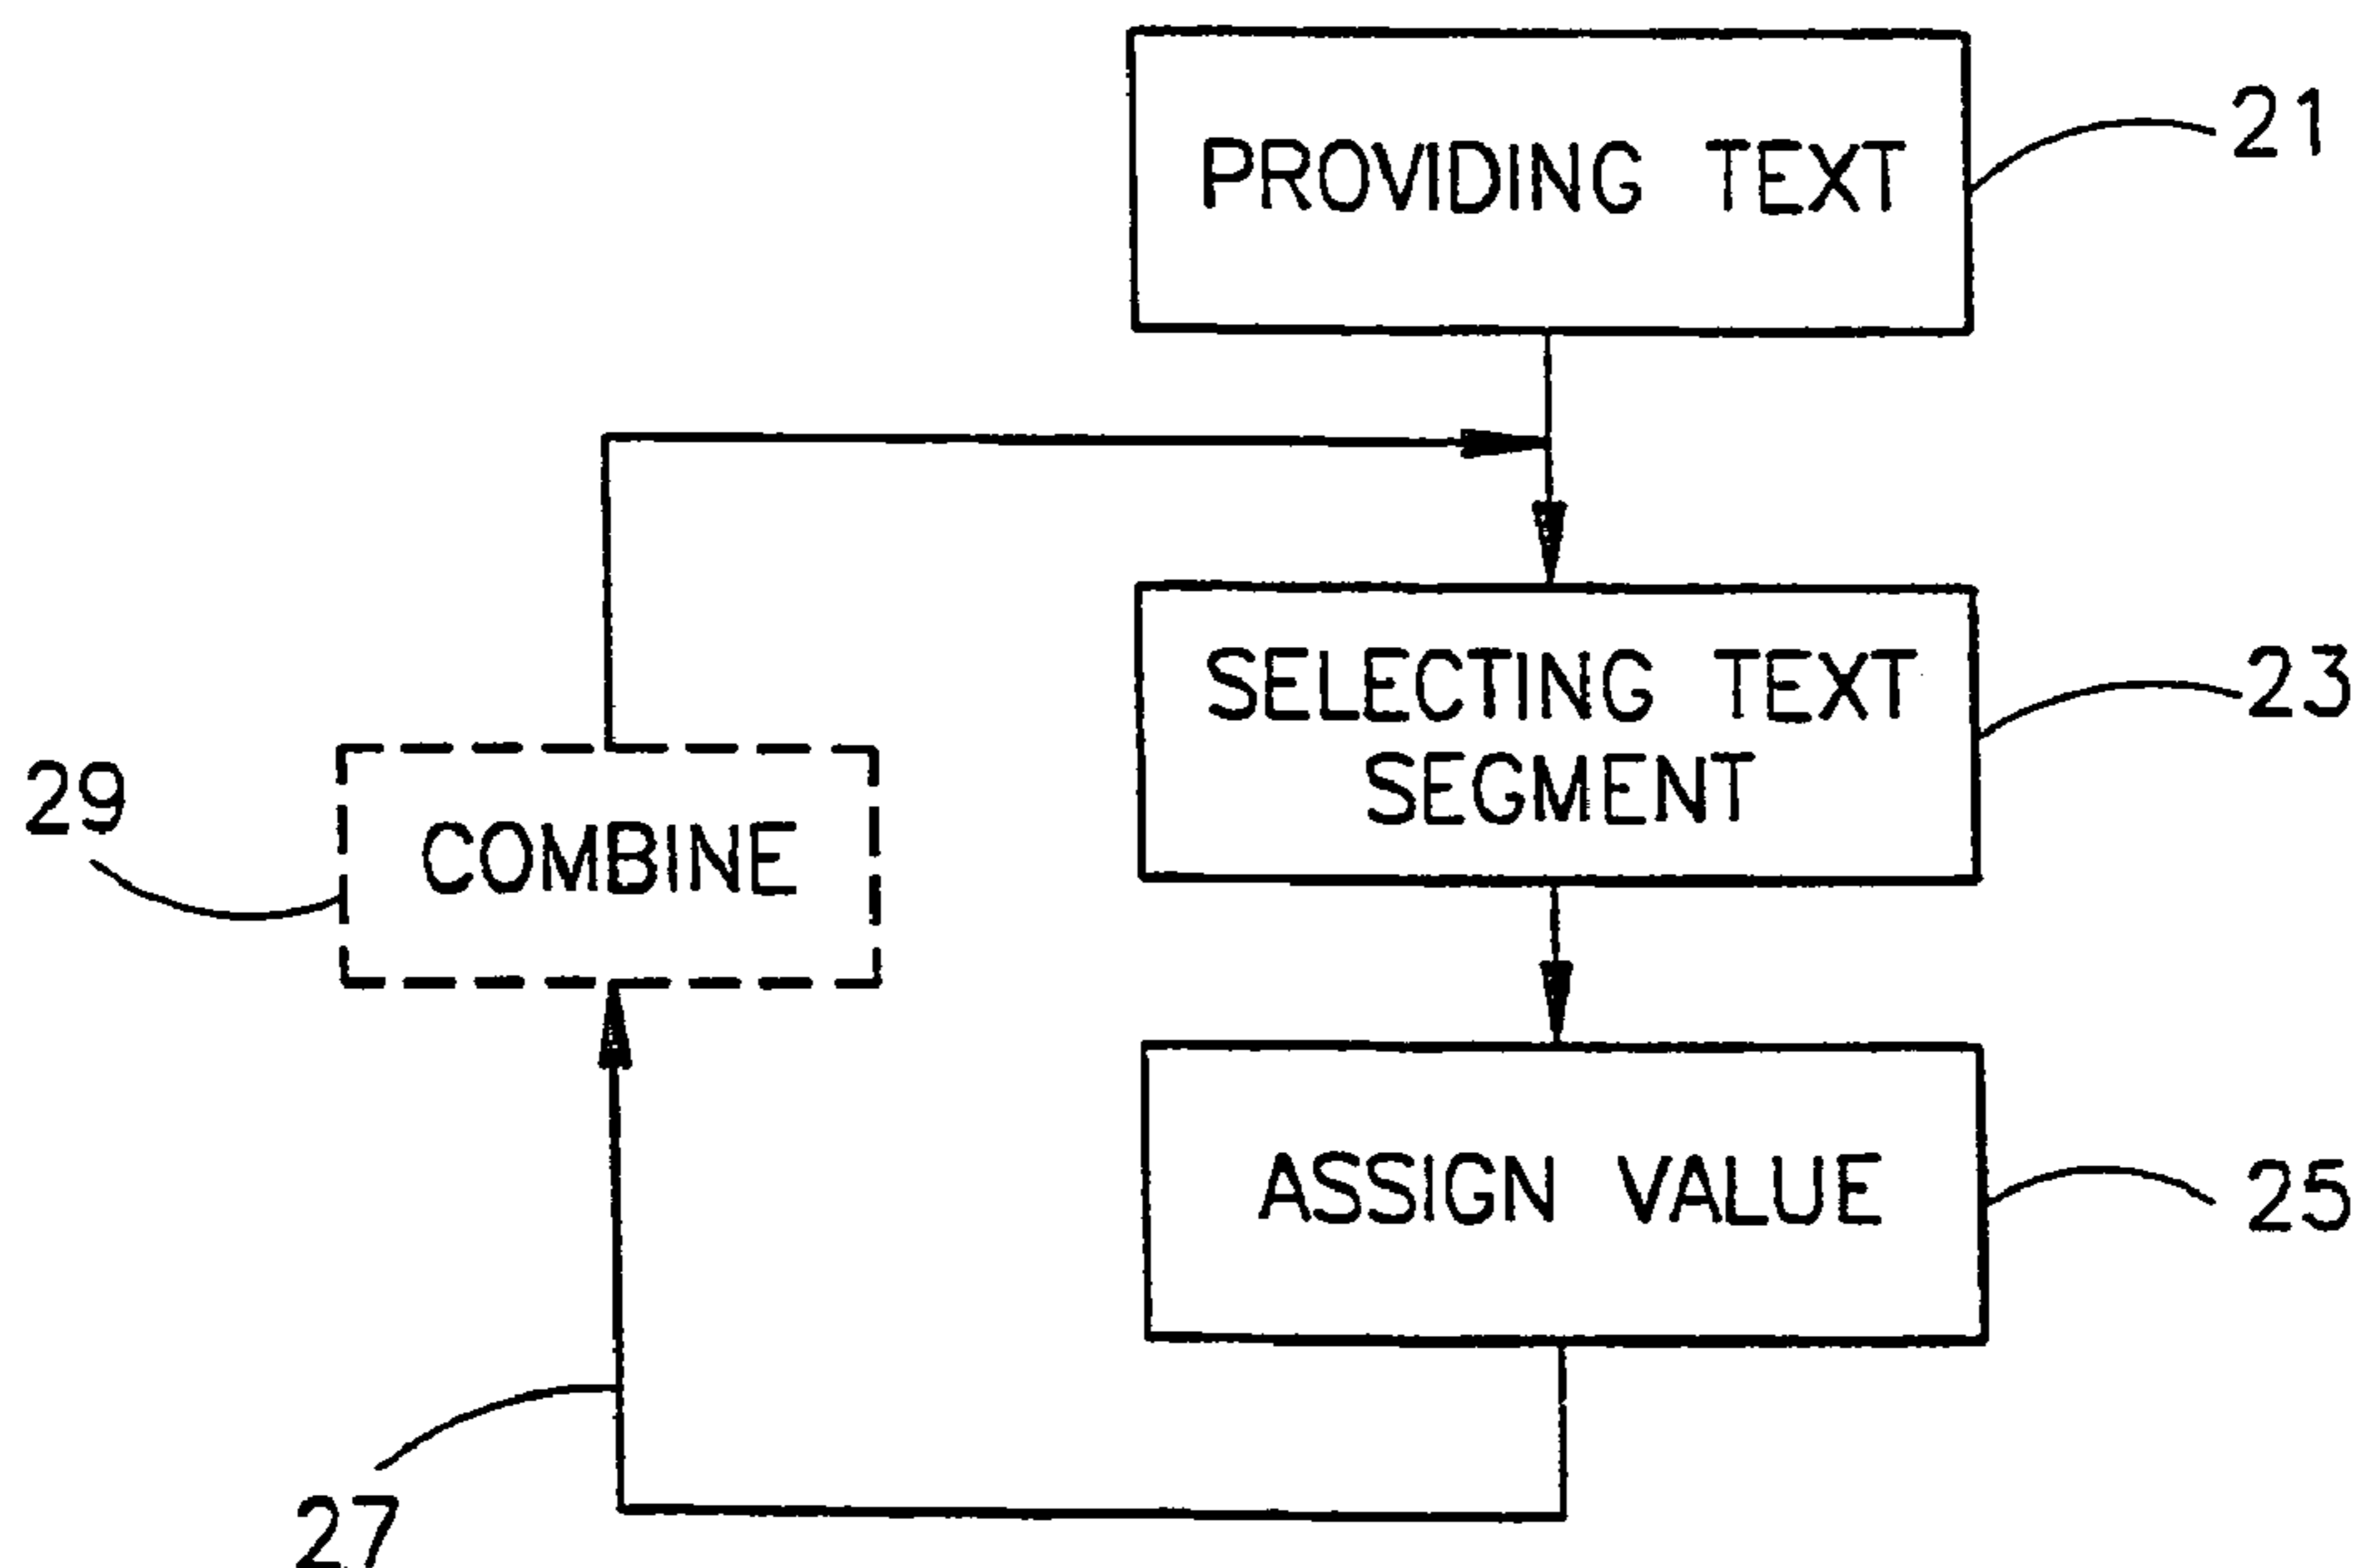 PROVIDING TEXT
21
SELECTING TEXT
SEGMENT
23
29
COMBINE
ASSIGN VALUE
25
27